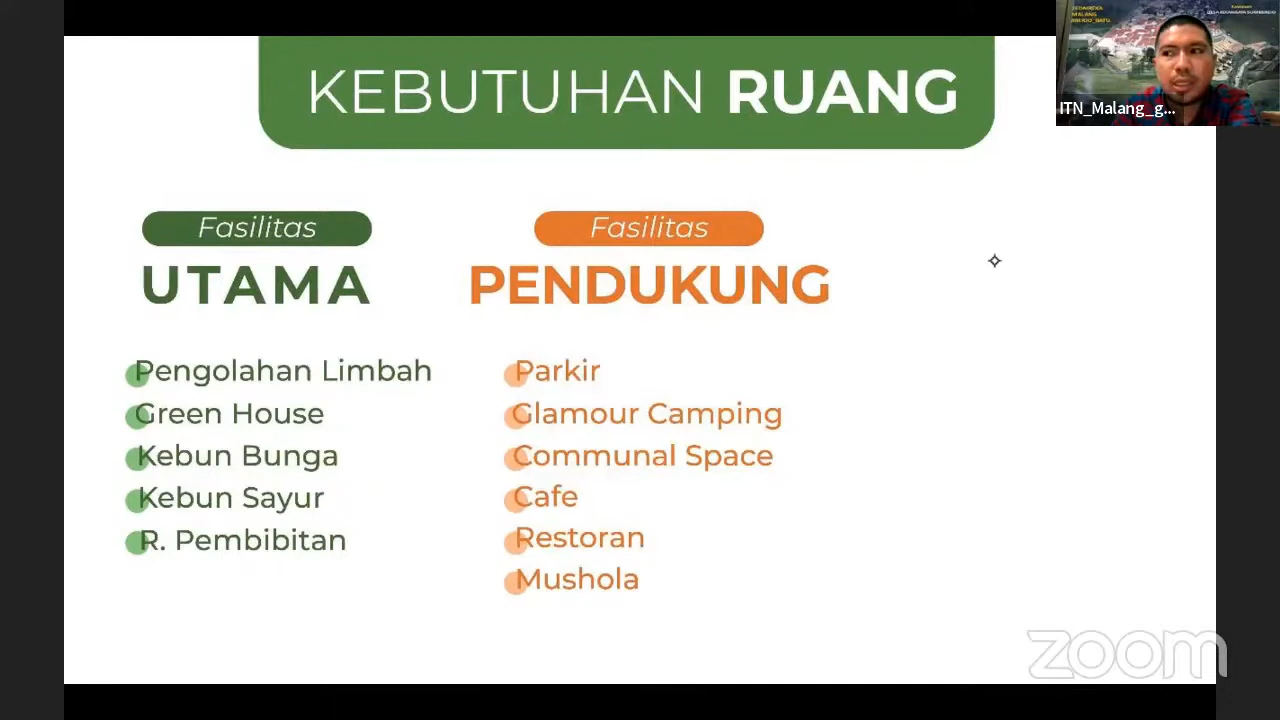 KEBUTUHAN RUANG
Fasilitas
UTAMA
Pengolahan Limbah
Green House
Kebun Bunga
Kebun Sayur
R. Pembibitan
Fasilitas
PENDUKUNG
Parkir
Glamour Camping
Communal Space
Cafe
Restoran
Mushola
MALANG
ITN_Malang_g...
zoom